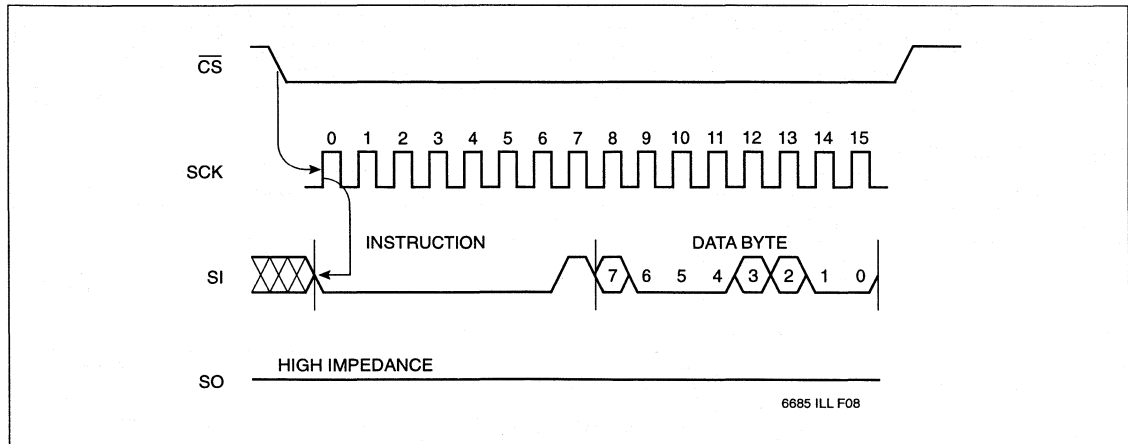 CS
0 1 2 3 4 5 6 7 8 9 10 11 12 13 14 15
SCK
INSTRUCTION DATA BYTE
SI 7 6 5 4 3 2 1 0
HIGH IMPEDANCE
SO
6685 ILL F08